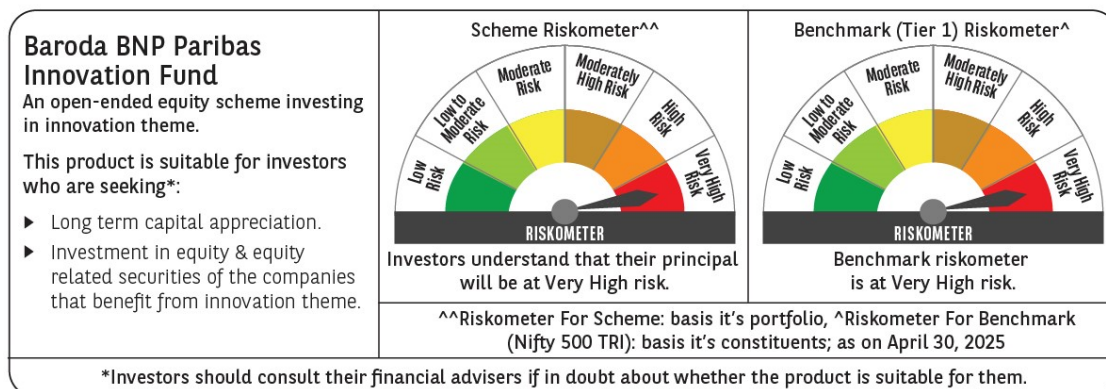 Baroda BNP Paribas
Innovation Fund
An open-ended equity scheme investing
in innovation theme.
This product is suitable for investors
who are seeking*:
▶ Long term capital appreciation.
▶ Investment in equity & equity
related securities of the companies
that benefit from innovation theme.
Scheme Riskometer^^
Low
Risk
Low to
Moderate
Risk
Moderate
Risk
Moderately
High Risk
High
Risk
Very High
Risk
RISKOMETER
Investors understand that their principal
will be at Very High risk.
Benchmark (Tier 1) Riskometer^
Low
Risk
Low to
Moderate
Risk
Moderate
Risk
Moderately
High Risk
High
Risk
Very High
Risk
RISKOMETER
Benchmark riskometer
is at Very High risk.
^^Riskometer For Scheme: basis it's portfolio, ^Riskometer For Benchmark
(Nifty 500 TRI): basis it's constituents; as on April 30, 2025
*Investors should consult their financial advisers if in doubt about whether the product is suitable for them.